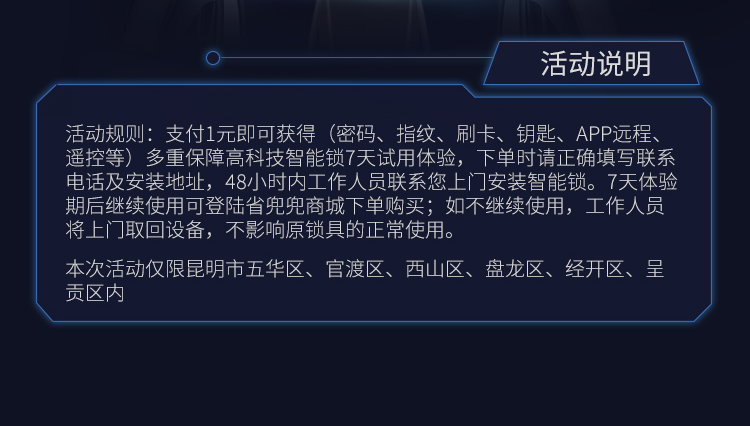 活动说明
活动规则：支付1元即可获得（密码、指纹、刷卡、钥匙、APP远程、
遥控等）多重保障高科技智能锁7天试用体验，下单时请正确填写联系
电话及安装地址，48小时内工作人员联系您上门安装智能锁。7天体验
期后继续使用可登陆省兜兜商城下单购买；如不继续使用，工作人员
将上门取回设备，不影响原锁具的正常使用。
本次活动仅限昆明市五华区、官渡区、西山区、盘龙区、经开区、呈
贡区内